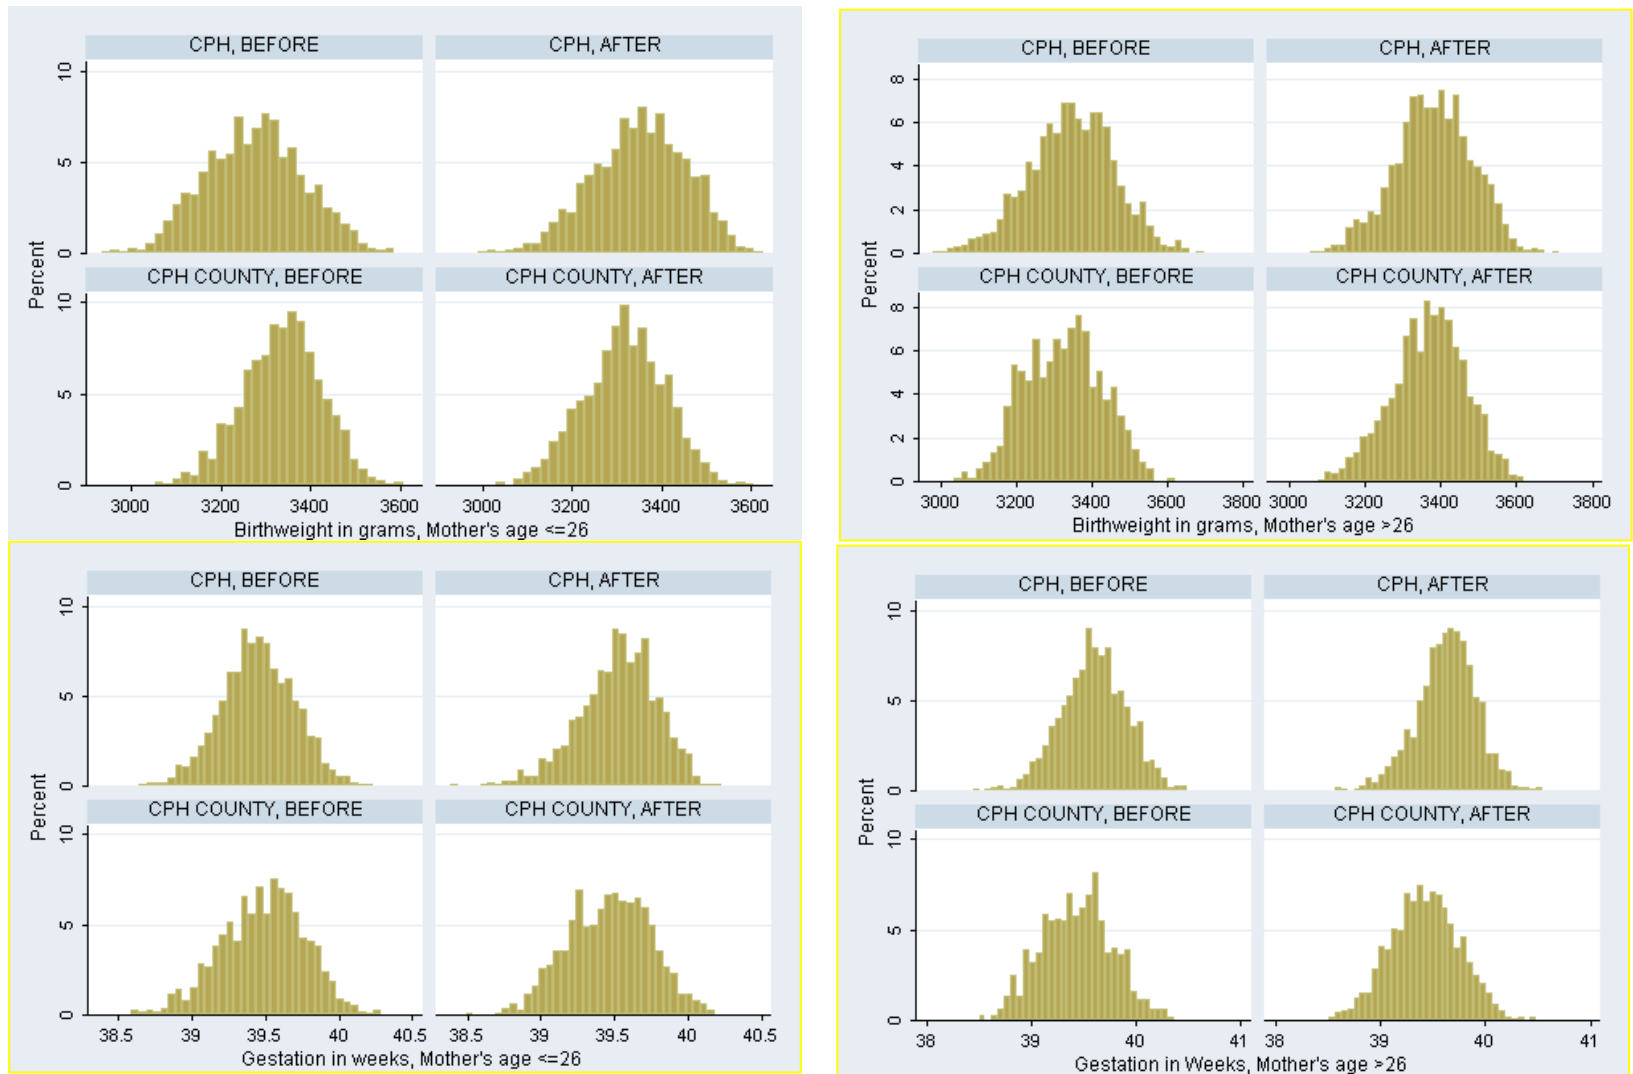 CPH, BEFORE
CPH, AFTER
10
5
0
CPH COUNTY, BEFORE
CPH COUNTY, AFTER
10
5
0
Percent
3000 3200 3400 3600 3000 3200 3400 3600
Birthweight in grams, Mother's age <=26
CPH, BEFORE
CPH, AFTER
8
6
4
2
0
CPH COUNTY, BEFORE
CPH COUNTY, AFTER
8
6
4
2
0
Percent
3000 3200 3400 3600 3800 3000 3200 3400 3600 3800
Birthweight in grams, Mother's age >26
CPH, BEFORE
CPH, AFTER
10
5
0
CPH COUNTY, BEFORE
CPH COUNTY, AFTER
10
5
0
Percent
38.5 39 39.5 40 40.5 38.5 39 39.5 40 40.5
Gestation in weeks, Mother's age <=26
CPH, BEFORE
CPH, AFTER
10
5
0
CPH COUNTY, BEFORE
CPH COUNTY, AFTER
10
5
0
Percent
38 39 40 41 38 39 40 41
Gestation in Weeks, Mother's age >26